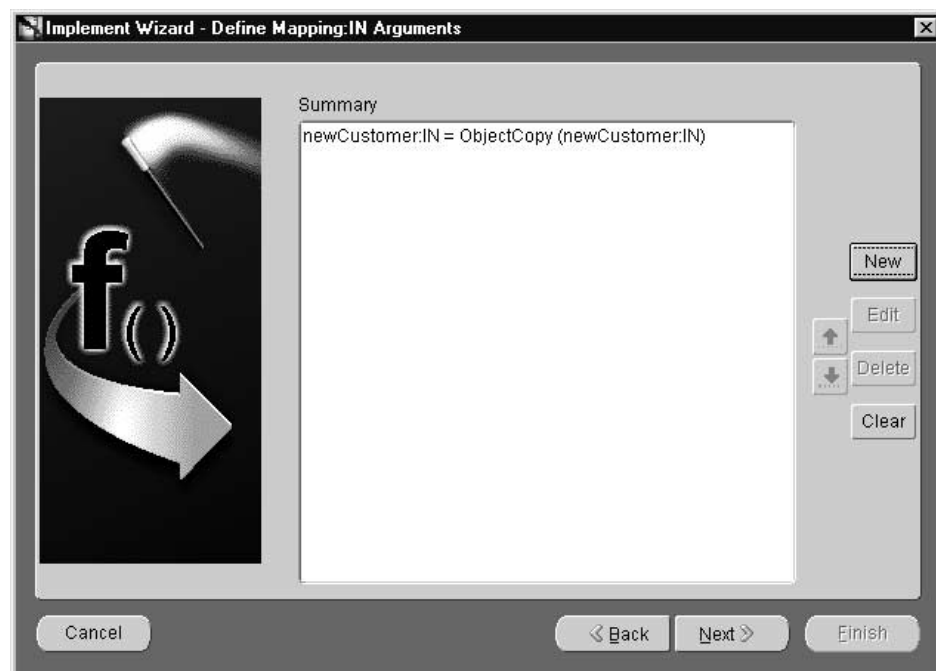 Implement Wizard - Define Mapping:IN Arguments
Summary
newCustomer:IN = ObjectCopy (newCustomer:IN)
f
()
New
Edit
Delete
Clear
Cancel
Back
Next
Finish